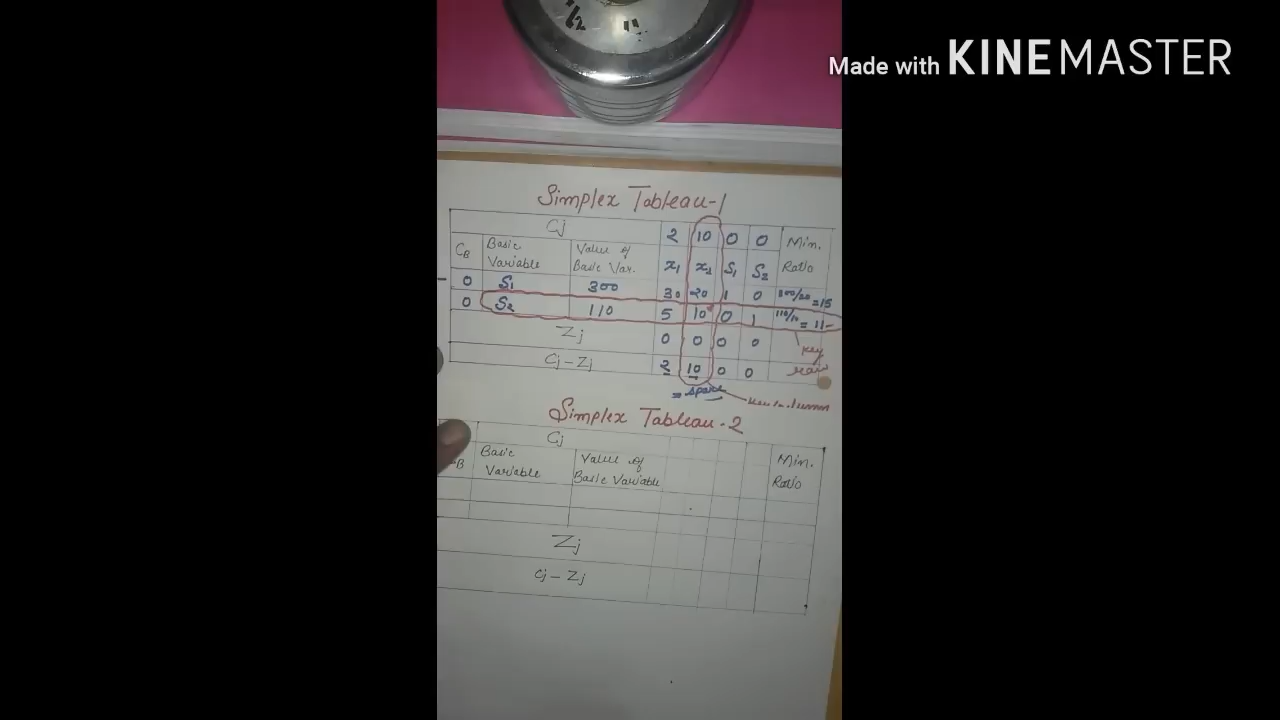 Made with KINEMASTER
Simplex Tableau-1
Cj 2 10 0 0 Min. Ratio
CB Basic Variable Value of Basic Var. x1 x2 S1 S2
0 S1 300 30 20 1 0 300/20 = 15
0 S2 110 5 10 0 1 110/10 = 11
Zj 0 0 0 0
key
Cj - Zj 2 10 0 0
Simplex Tableau-2
Cj
Basic Variable Value of Basic Variable Min. Ratio
Zj
Cj - Zj